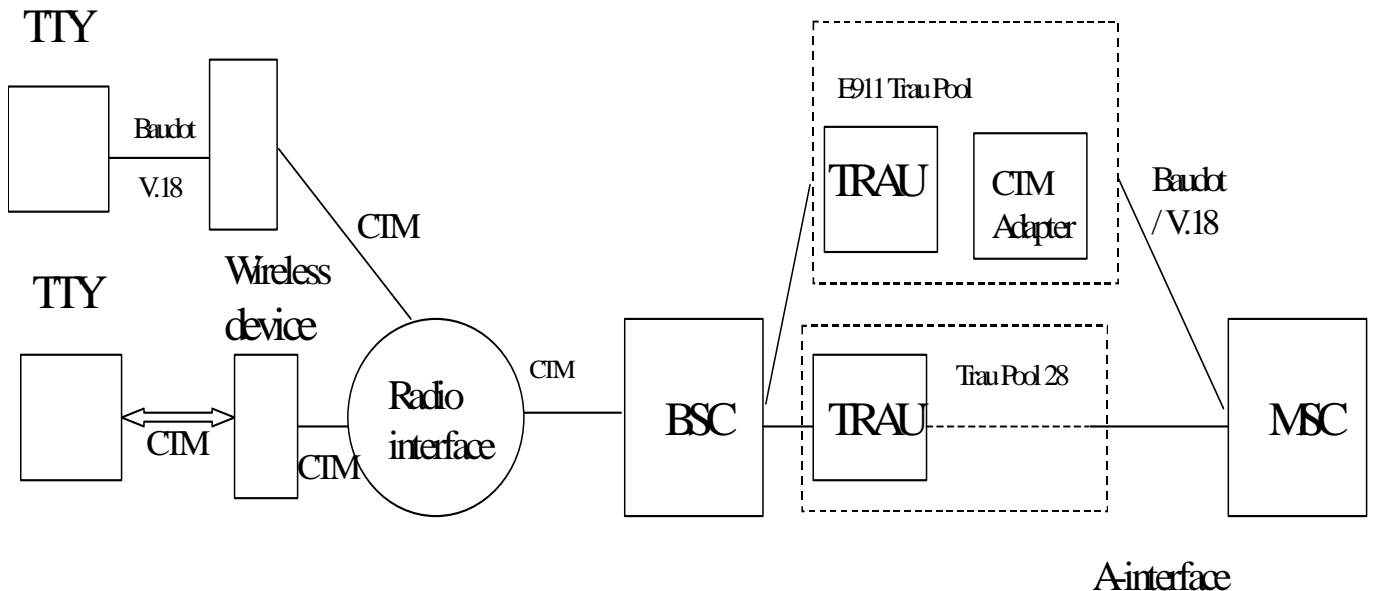 TTY
Baudot
V.18
CTM
Wireless
device
TTY
CTM
CTM
Radio
interface
CTM
BSC
E911 Trau Pool
TRAU
CTM
Adapter
Baudot
/ V.18
Trau Pool 28
TRAU
MSC
A-interface